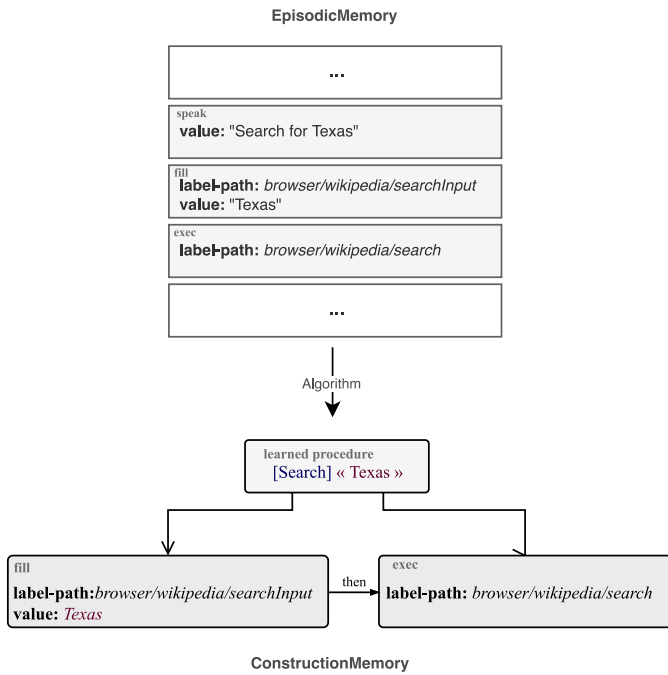 EpisodicMemory
...
speak
value: "Search for Texas"
fill
label-path: browser/wikipedia/searchInput
value: "Texas"
exec
label-path: browser/wikipedia/search
...
Algorithm
learned procedure
[Search] « Texas »
fill
label-path:browser/wikipedia/searchInput
value: Texas
then
exec
label-path: browser/wikipedia/search
ConstructionMemory